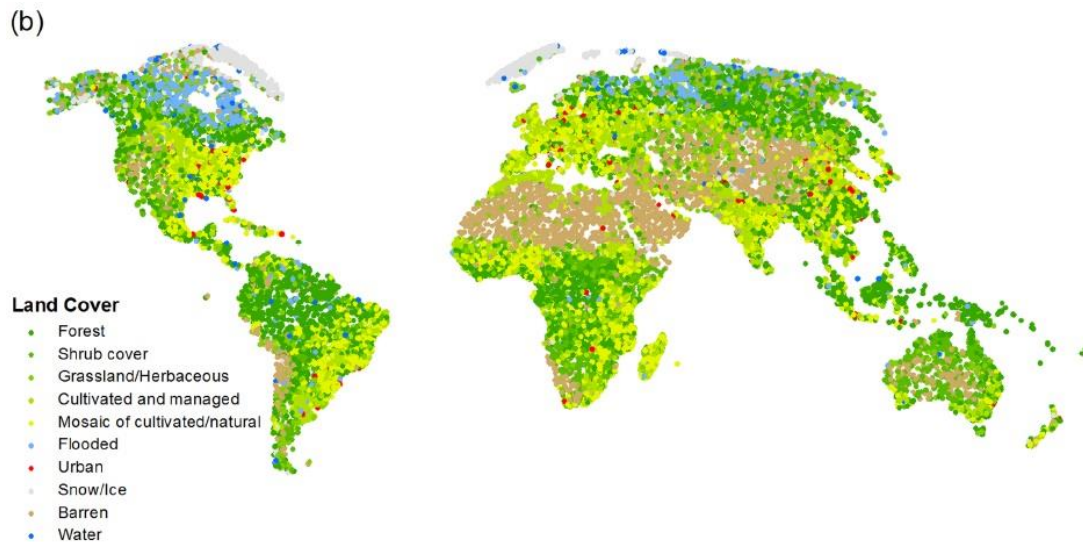 (b)
Land Cover
Forest
Shrub cover
Grassland/Herbaceous
Cultivated and managed
Mosaic of cultivated/natural
Flooded
Urban
Snow/Ice
Barren
Water